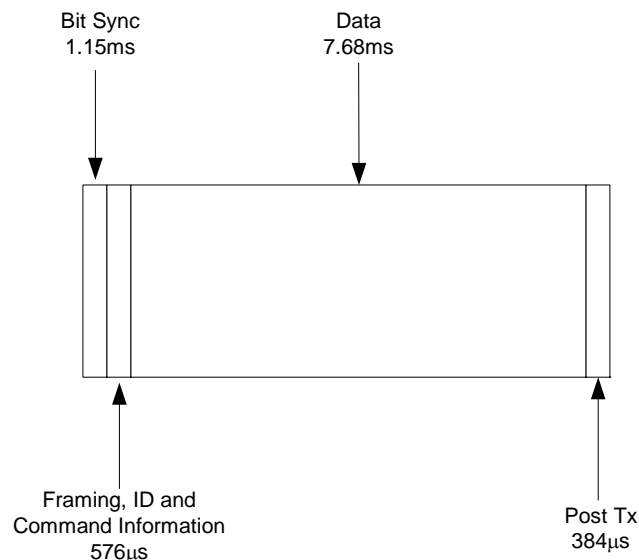 Bit Sync
1.15ms
Data
7.68ms
Framing, ID and
Command Information
576μs
Post Tx
384μs